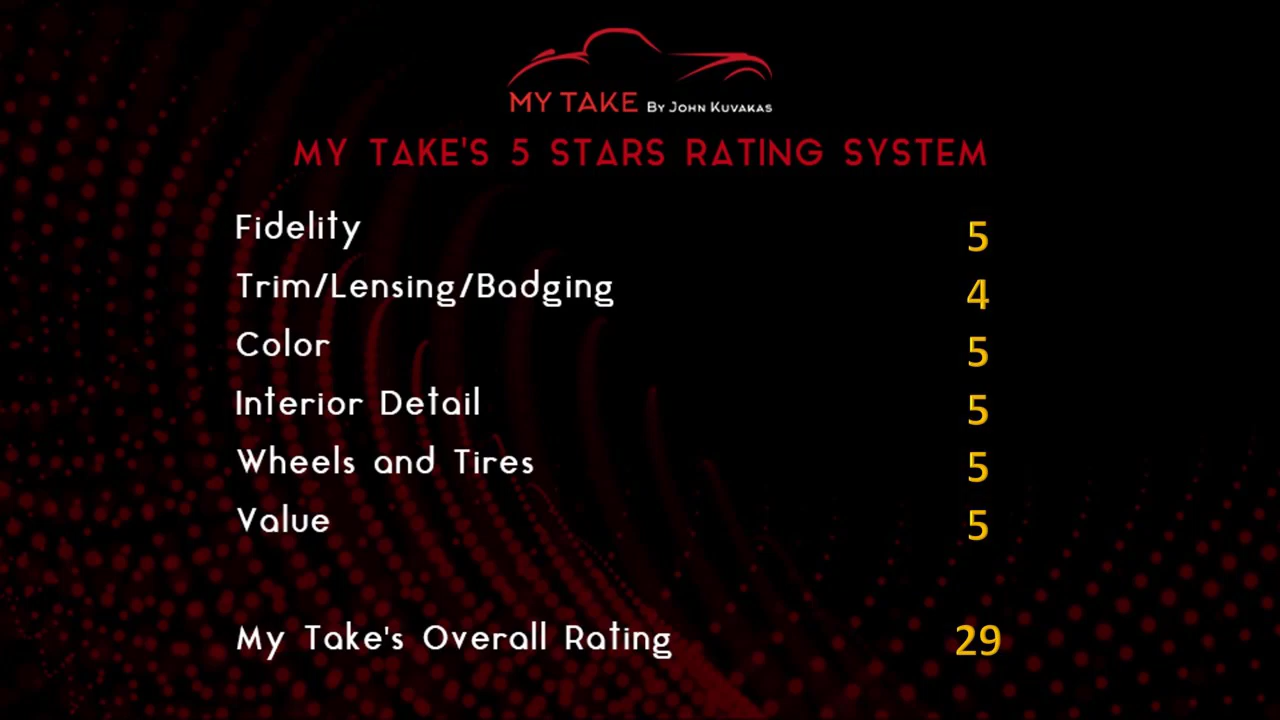 MY TAKE By John Kuvakas
MY TAKE'S 5 STARS RATING SYSTEM
Fidelity 5
Trim/Lensing/Badging 4
Color 5
Interior Detail 5
Wheels and Tires 5
Value 5
My Take's Overall Rating 29